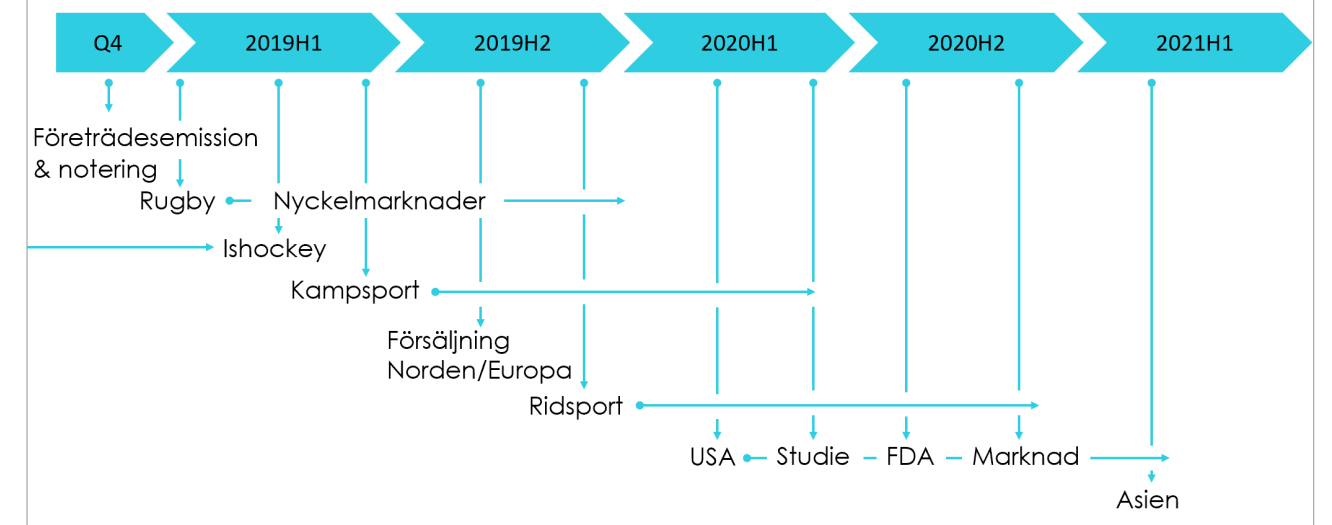 Q4
2019H1
2019H2
2020H1
2020H2
2021H1
Företrädesemission
& notering
Rugby
Nyckelmarknader
Ishockey
Kampsport
Försäljning
Norden/Europa
Ridsport
USA
Studie
FDA
Marknad
Asien